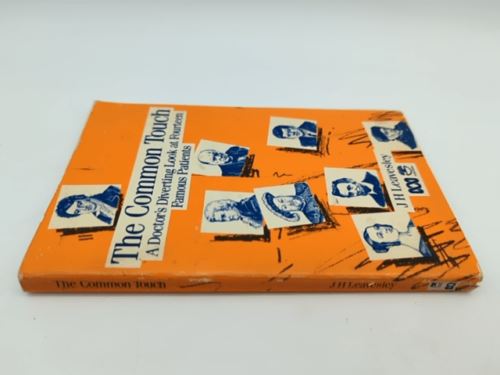 The Common Touch
A Doctor's Diverting Look at Fourteen
Famous Patients
J H Leavesley
ABC
The Common Touch
J H Leavesley